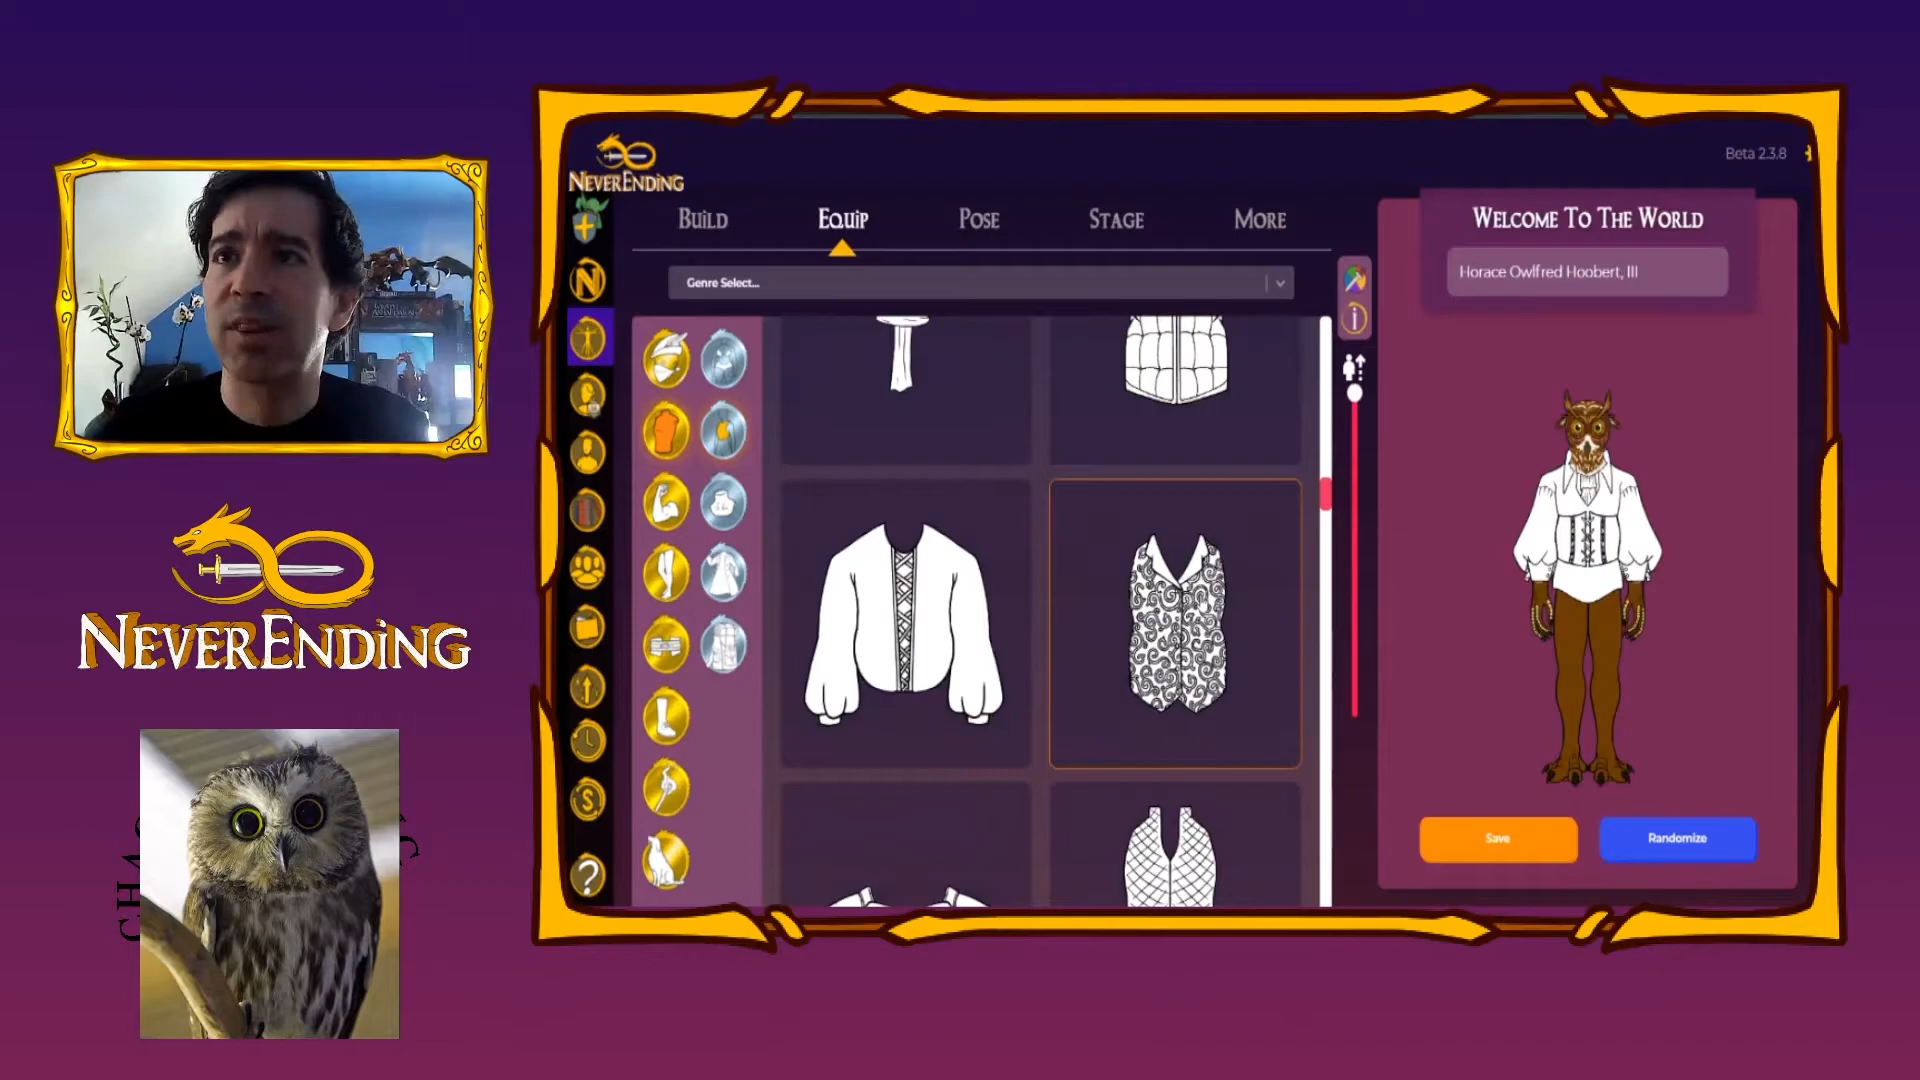 NEVERENDING
Beta 2.3.8
BUILD
EQUIP
POSE
STAGE
MORE
Genre Select...
WELCOME TO THE WORLD
Horace Owlfred Hoobert, III
Save
Randomize
NEVERENDING